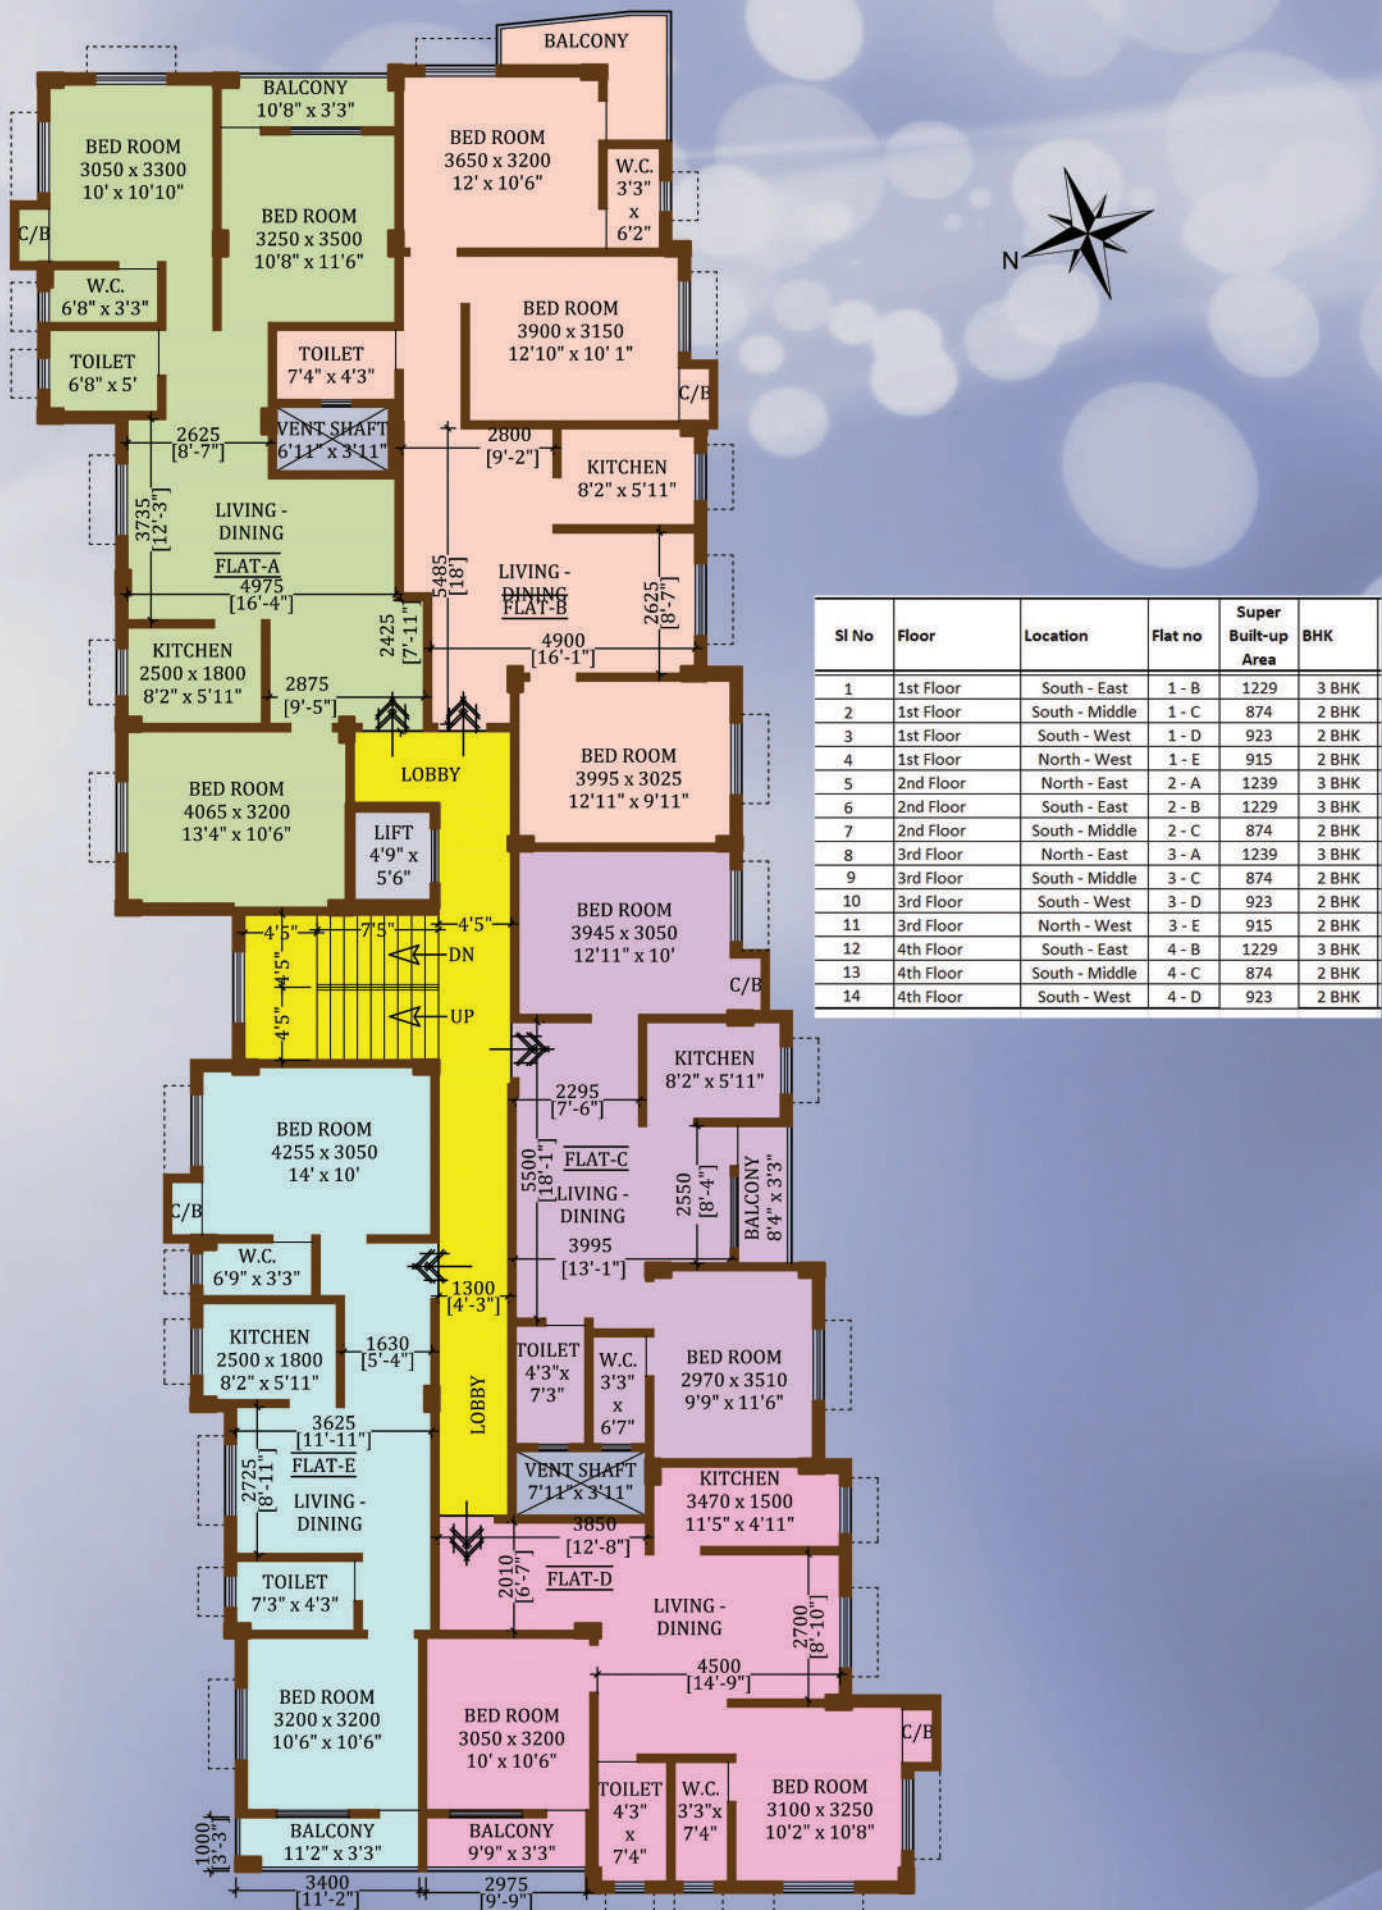 BALCONY
BALCONY
10'8" x 3'3"
BED ROOM
3050 x 3300
10' x 10'10"
BED ROOM
3650 x 3200
12' x 10'6"
W.C.
3'3"
x
6'2"
C/B
BED ROOM
3250 x 3500
10'8" x 11'6"
N
W.C.
6'8" x 3'3"
BED ROOM
3900 x 3150
12'10" x 10' 1"
TOILET
6'8" x 5'
TOILET
7'4" x 4'3"
C/B
VENT SHAFT
6'11" x 3'11"
2625
[8'-7"]
2800
[9'-2"]
KITCHEN
8'2" x 5'11"
3735
[12'-3"]
LIVING -
DINING
FLAT-A
4975
[16'-4"]
5485
[18']
LIVING -
DINING
FLAT-B
2625
[8'-7"]
4900
[16'-1"]
2425
[7'-11"]
KITCHEN
2500 x 1800
8'2" x 5'11"
2875
[9'-5"]
LOBBY
BED ROOM
3995 x 3025
12'11" x 9'11"
BED ROOM
4065 x 3200
13'4" x 10'6"
LIFT
4'9" x
5'6"
Sl No Floor Location Flat no Super Built-up Area BHK
1 1st Floor South - East 1 - B 1229 3 BHK
2 1st Floor South - Middle 1 - C 874 2 BHK
3 1st Floor South - West 1 - D 923 2 BHK
4 1st Floor North - West 1 - E 915 2 BHK
5 2nd Floor North - East 2 - A 1239 3 BHK
6 2nd Floor South - East 2 - B 1229 3 BHK
7 2nd Floor South - Middle 2 - C 874 2 BHK
8 3rd Floor North - East 3 - A 1239 3 BHK
9 3rd Floor South - Middle 3 - C 874 2 BHK
10 3rd Floor South - West 3 - D 923 2 BHK
11 3rd Floor North - West 3 - E 915 2 BHK
12 4th Floor South - East 4 - B 1229 3 BHK
13 4th Floor South - Middle 4 - C 874 2 BHK
14 4th Floor South - West 4 - D 923 2 BHK
BED ROOM
3945 x 3050
12'11" x 10'
C/B
4'5"
7'5"
4'5"
4'5"
DN
4'5"
UP
KITCHEN
8'2" x 5'11"
2295
[7'-6"]
BED ROOM
4255 x 3050
14' x 10'
C/B
5500
[18'-1"]
FLAT-C
LIVING -
DINING
2550
[8'-4"]
BALCONY
8'4" x 3'3"
3995
[13'-1"]
W.C.
6'9" x 3'3"
1300
[4'-3"]
KITCHEN
2500 x 1800
8'2" x 5'11"
1630
[5'-4"]
TOILET
4'3"x
7'3"
W.C.
3'3"
x
6'7"
BED ROOM
2970 x 3510
9'9" x 11'6"
LOBBY
3625
[11'-11"]
FLAT-E
2725
[8'-11"]
LIVING -
DINING
VENT SHAFT
7'11"x 3'11"
KITCHEN
3470 x 1500
11'5" x 4'11"
3850
[12'-8"]
2010
[6'-7"]
FLAT-D
LIVING -
DINING
2700
[8'-10"]
4500
[14'-9"]
TOILET
7'3" x 4'3"
BED ROOM
3200 x 3200
10'6" x 10'6"
BED ROOM
3050 x 3200
10' x 10'6"
C/B
TOILET
4'3"
x
7'4"
W.C.
3'3"x
7'4"
BED ROOM
3100 x 3250
10'2" x 10'8"
1000
[3'-3"]
BALCONY
11'2" x 3'3"
BALCONY
9'9" x 3'3"
3400
[11'-2"]
2975
[9'-9"]